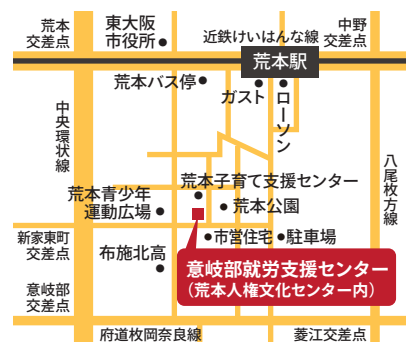 荒本
交差点
東大阪
市役所
近鉄けいはんな線
中野
交差点
荒本駅
荒本バス停
ガスト
ローソン
中央環状線
八尾枚方線
荒本子育て支援センター
荒本青少年
運動広場
荒本公園
新家東町
交差点
市営住宅
駐車場
布施北高
意岐部就労支援センター
(荒本人権文化センター内)
意岐部
交差点
府道枚岡奈良線
菱江交差点